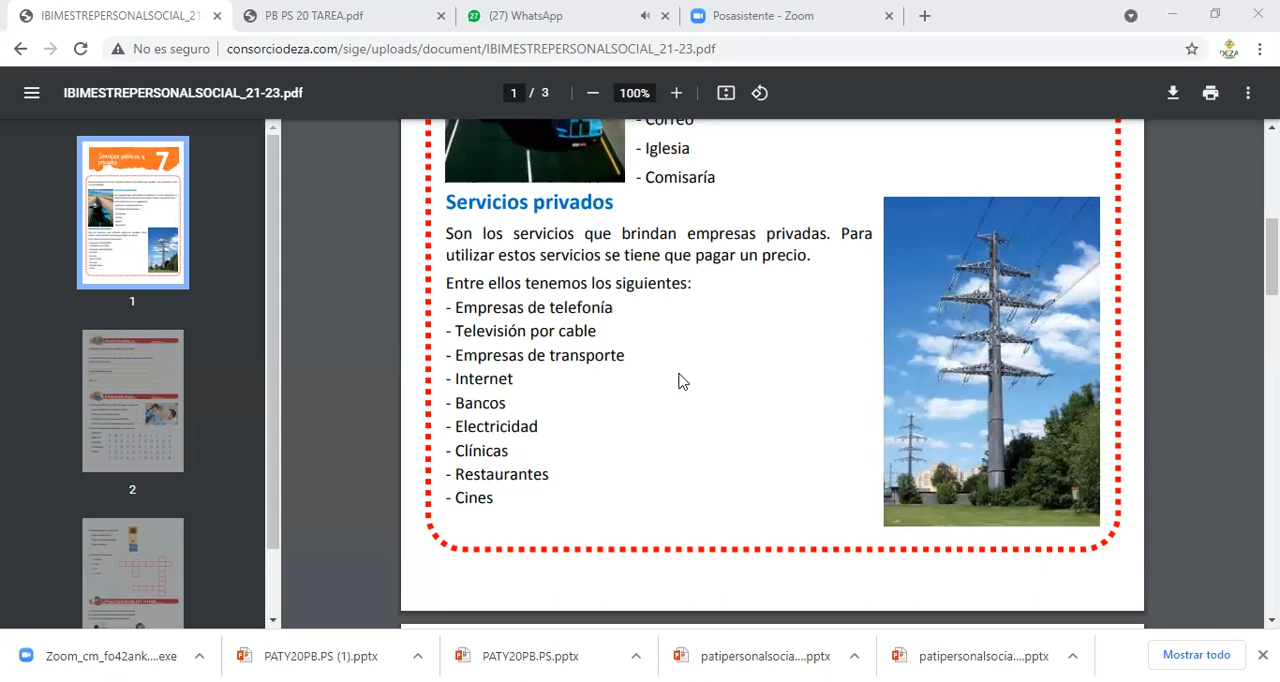 IBIMESTREPERSONALSOCIAL_21-
PB PS 20 TAREA.pdf
(27) WhatsApp
Posasistente - Zoom
No es seguro
consorciodeza.com/sige/uploads/document/IBIMESTREPERSONALSOCIAL_21-23.pdf
IBIMESTREPERSONALSOCIAL_21-23.pdf
1 / 3
100%
- Correo
- Iglesia
- Comisaría
Servicios privados
Son los servicios que brindan empresas privadas. Para
utilizar estos servicios se tiene que pagar un precio.
Entre ellos tenemos los siguientes:
- Empresas de telefonía
- Televisión por cable
- Empresas de transporte
- Internet
- Bancos
- Electricidad
- Clínicas
- Restaurantes
- Cines
Servicios públicos y
privados
7
1
2
Zoom_cm_fo42ank....exe
PATY20PB.PS (1).pptx
PATY20PB.PS.pptx
patipersonalsocia....pptx
patipersonalsocia....pptx
Mostrar todo